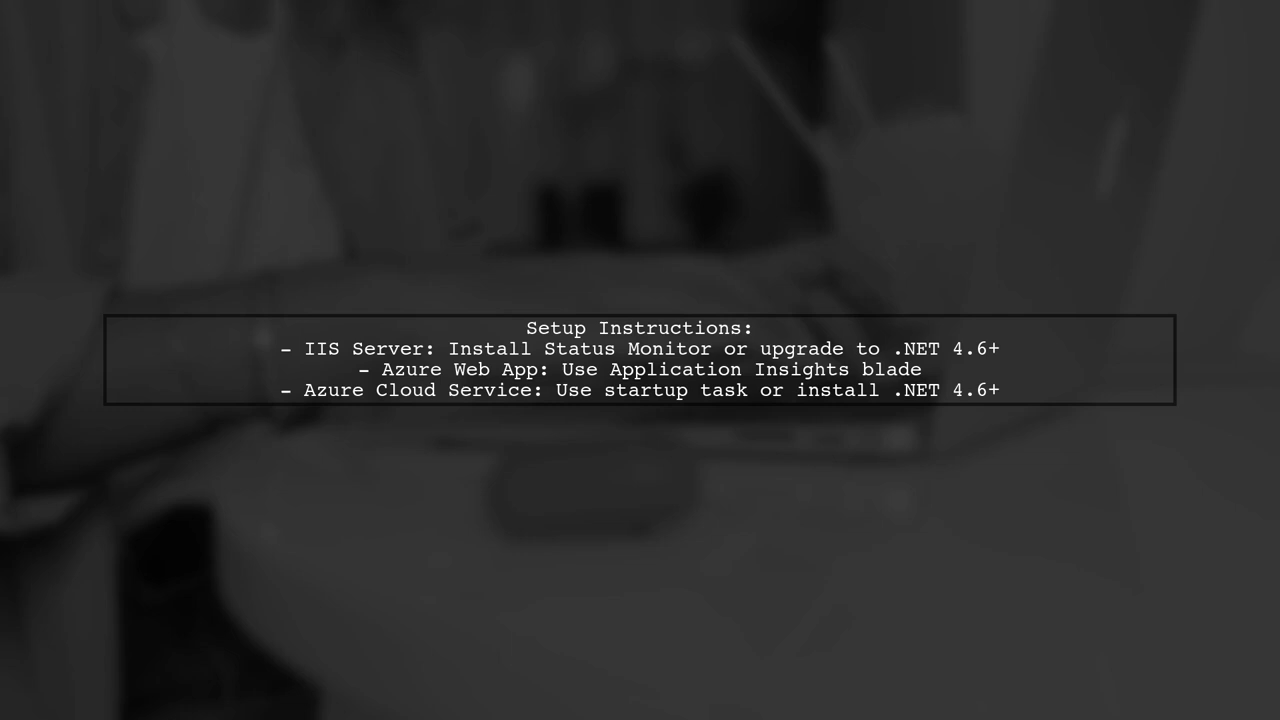 Setup Instructions:
- IIS Server: Install Status Monitor or upgrade to .NET 4.6+
- Azure Web App: Use Application Insights blade
- Azure Cloud Service: Use startup task or install .NET 4.6+